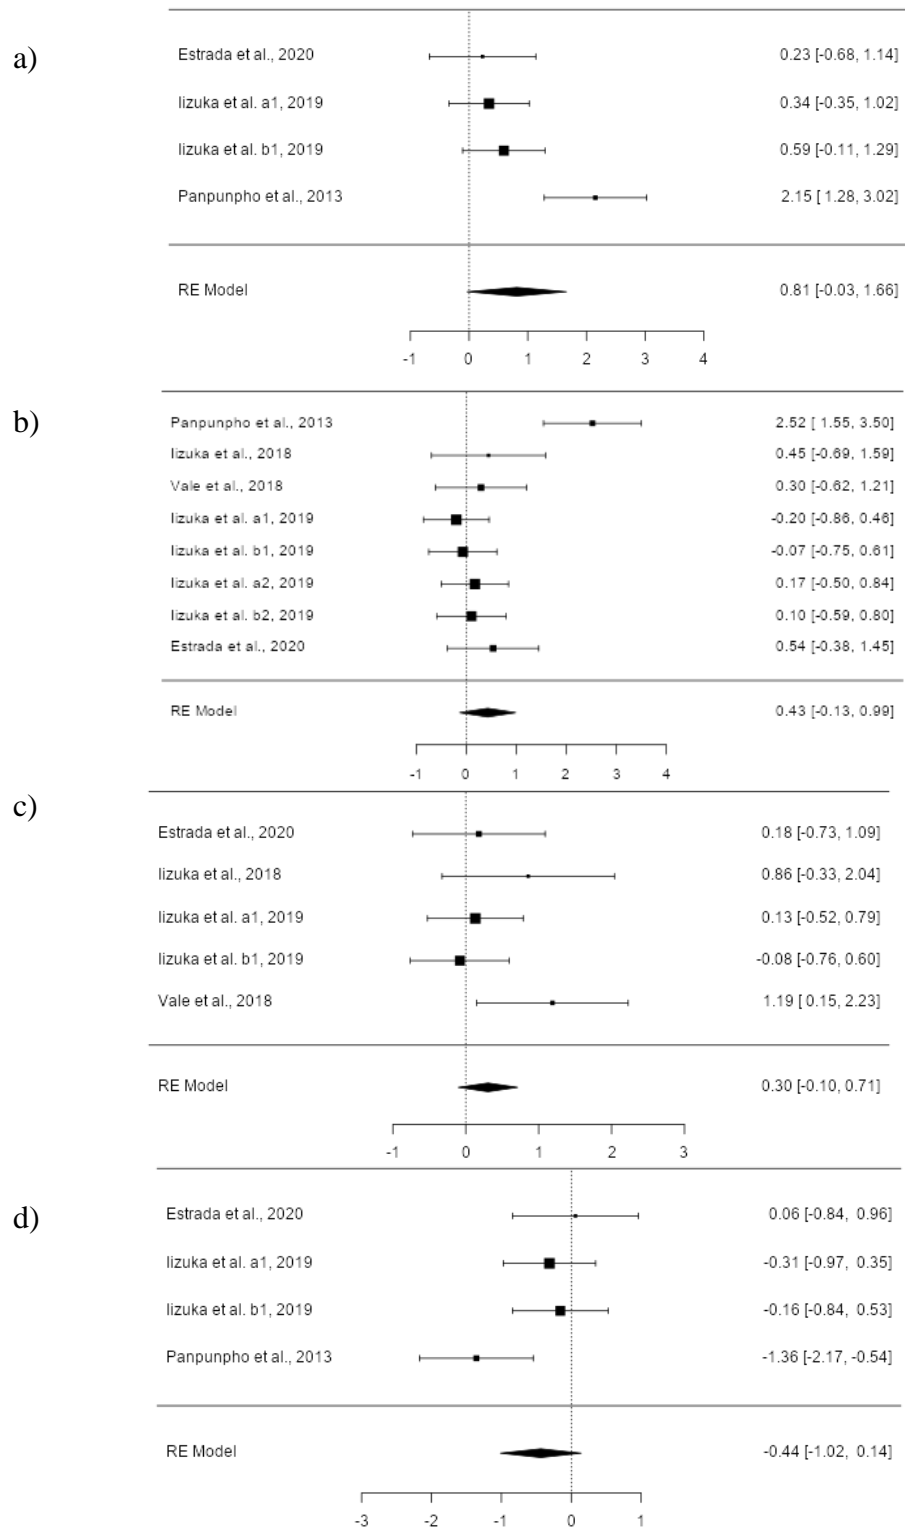 a)
Estrada et al., 2020 0.23 [-0.68, 1.14]
Iizuka et al. a1, 2019 0.34 [-0.35, 1.02]
Iizuka et al. b1, 2019 0.59 [-0.11, 1.29]
Panpunpho et al., 2013 2.15 [ 1.28, 3.02]
RE Model 0.81 [-0.03, 1.66]
-1 0 1 2 3 4
b)
Panpunpho et al., 2013 2.52 [ 1.55, 3.50]
Iizuka et al., 2018 0.45 [-0.69, 1.59]
Vale et al., 2018 0.30 [-0.62, 1.21]
Iizuka et al. a1, 2019 -0.20 [-0.86, 0.46]
Iizuka et al. b1, 2019 -0.07 [-0.75, 0.61]
Iizuka et al. a2, 2019 0.17 [-0.50, 0.84]
Iizuka et al. b2, 2019 0.10 [-0.59, 0.80]
Estrada et al., 2020 0.54 [-0.38, 1.45]
RE Model 0.43 [-0.13, 0.99]
-1 0 1 2 3 4
c)
Estrada et al., 2020 0.18 [-0.73, 1.09]
Iizuka et al., 2018 0.86 [-0.33, 2.04]
Iizuka et al. a1, 2019 0.13 [-0.52, 0.79]
Iizuka et al. b1, 2019 -0.08 [-0.76, 0.60]
Vale et al., 2018 1.19 [ 0.15, 2.23]
RE Model 0.30 [-0.10, 0.71]
-1 0 1 2 3
d)
Estrada et al., 2020 0.06 [-0.84, 0.96]
Iizuka et al. a1, 2019 -0.31 [-0.97, 0.35]
Iizuka et al. b1, 2019 -0.16 [-0.84, 0.53]
Panpunpho et al., 2013 -1.36 [-2.17, -0.54]
RE Model -0.44 [-1.02, 0.14]
-3 -2 -1 0 1